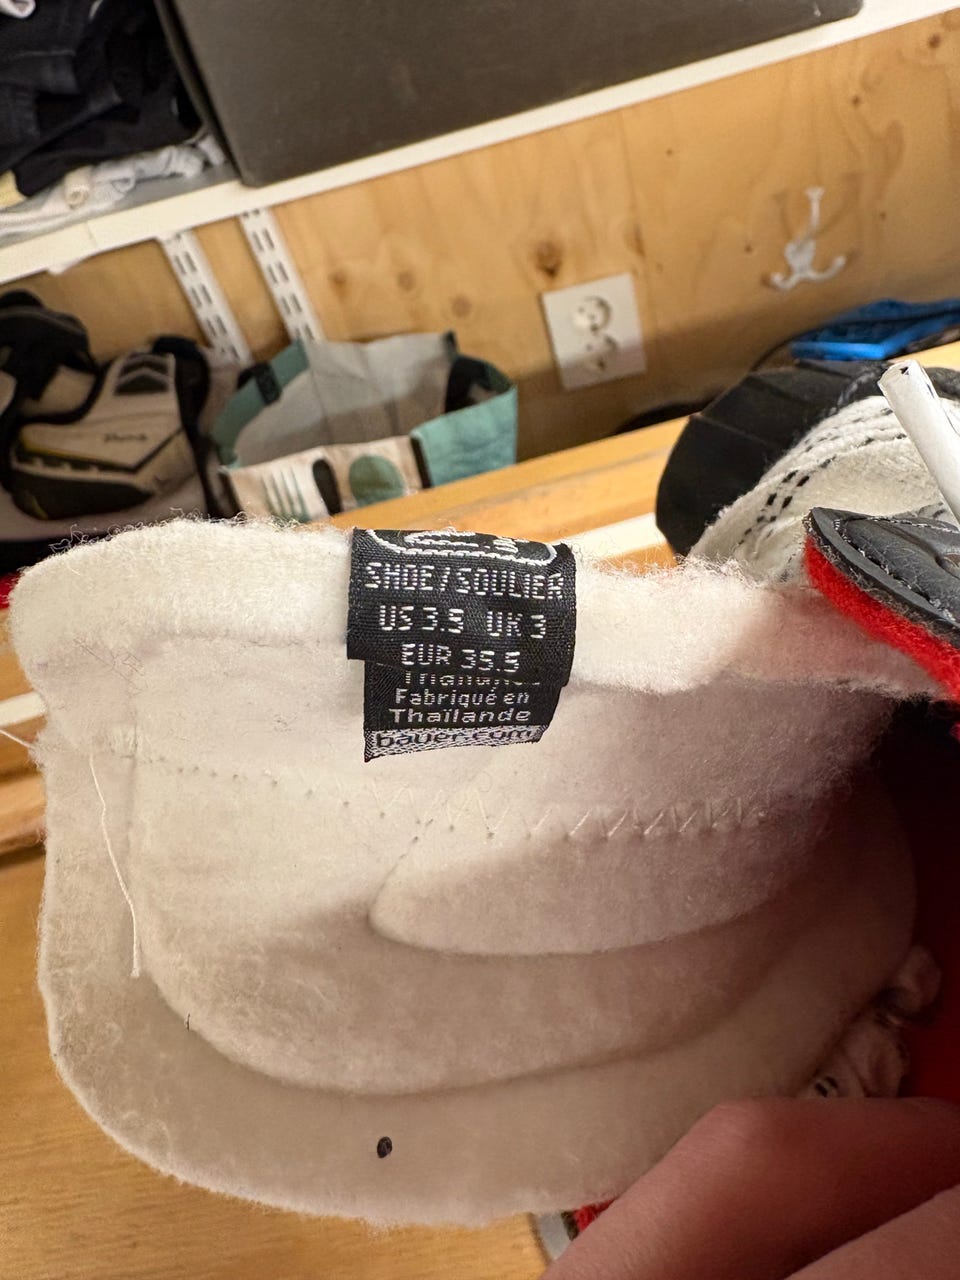 SHOE/SOULIER
US 3.5 UK 3
EUR 35.5
Fabriqué en
Thaïlande
bauer.com